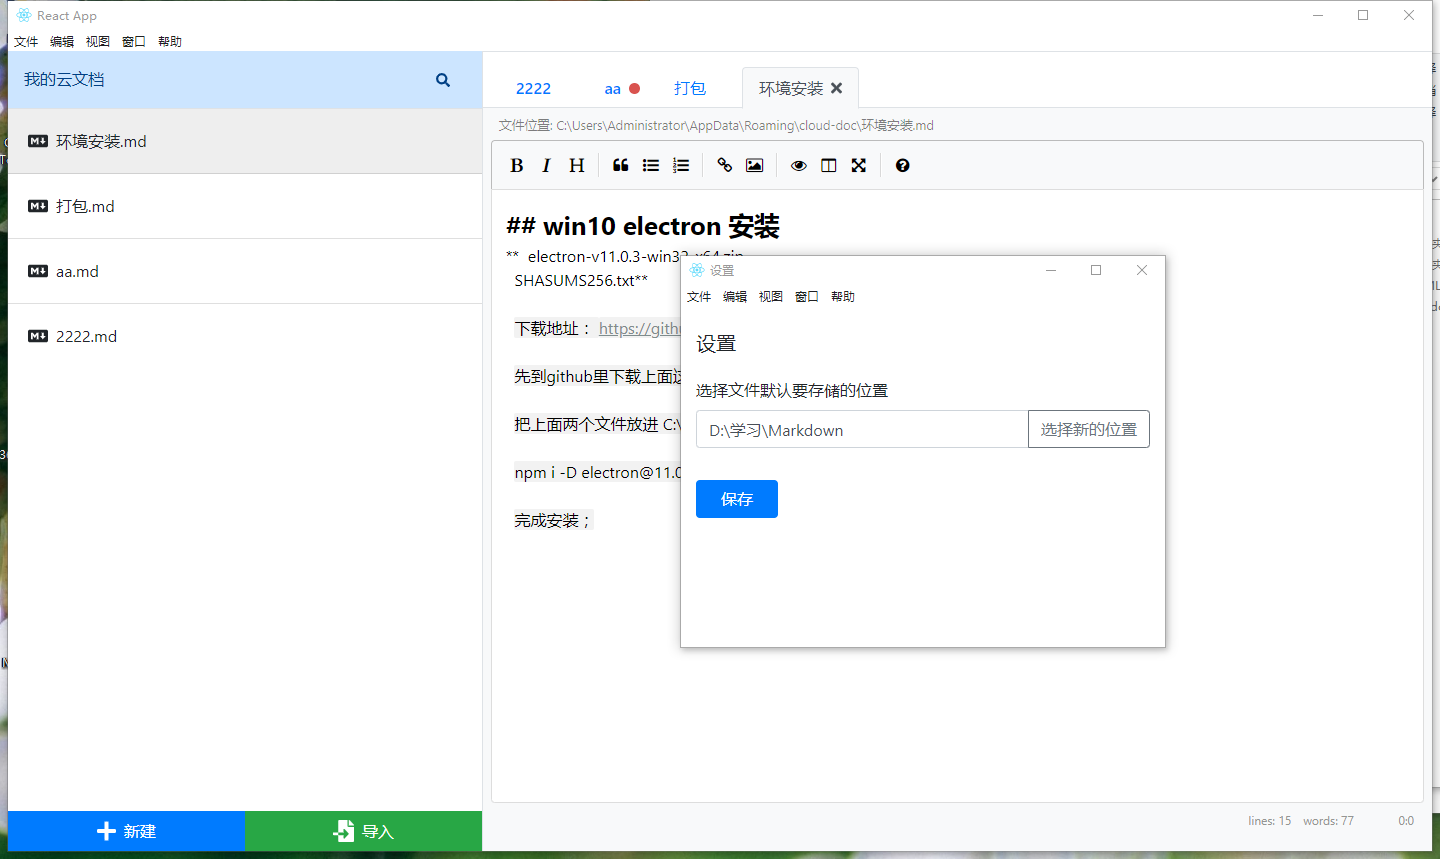 React App
文件 编辑 视图 窗口 帮助
我的云文档
环境安装.md
打包.md
aa.md
2222.md
新建
导入
2222 aa 打包 环境安装
文件位置: C:\Users\Administrator\AppData\Roaming\cloud-doc\环境安装.md
B I H
## win10 electron 安装
** electron-v11.0.3-win32-x64.zip
SHASUMS256.txt**
下载地址： https://gith
先到github里下载上面
把上面两个文件放进 C:\
npm i -D electron@11.0
完成安装；
设置
文件 编辑 视图 窗口 帮助
设置
选择文件默认要存储的位置
D:\学习\Markdown
选择新的位置
保存
lines: 15 words: 77 0:0